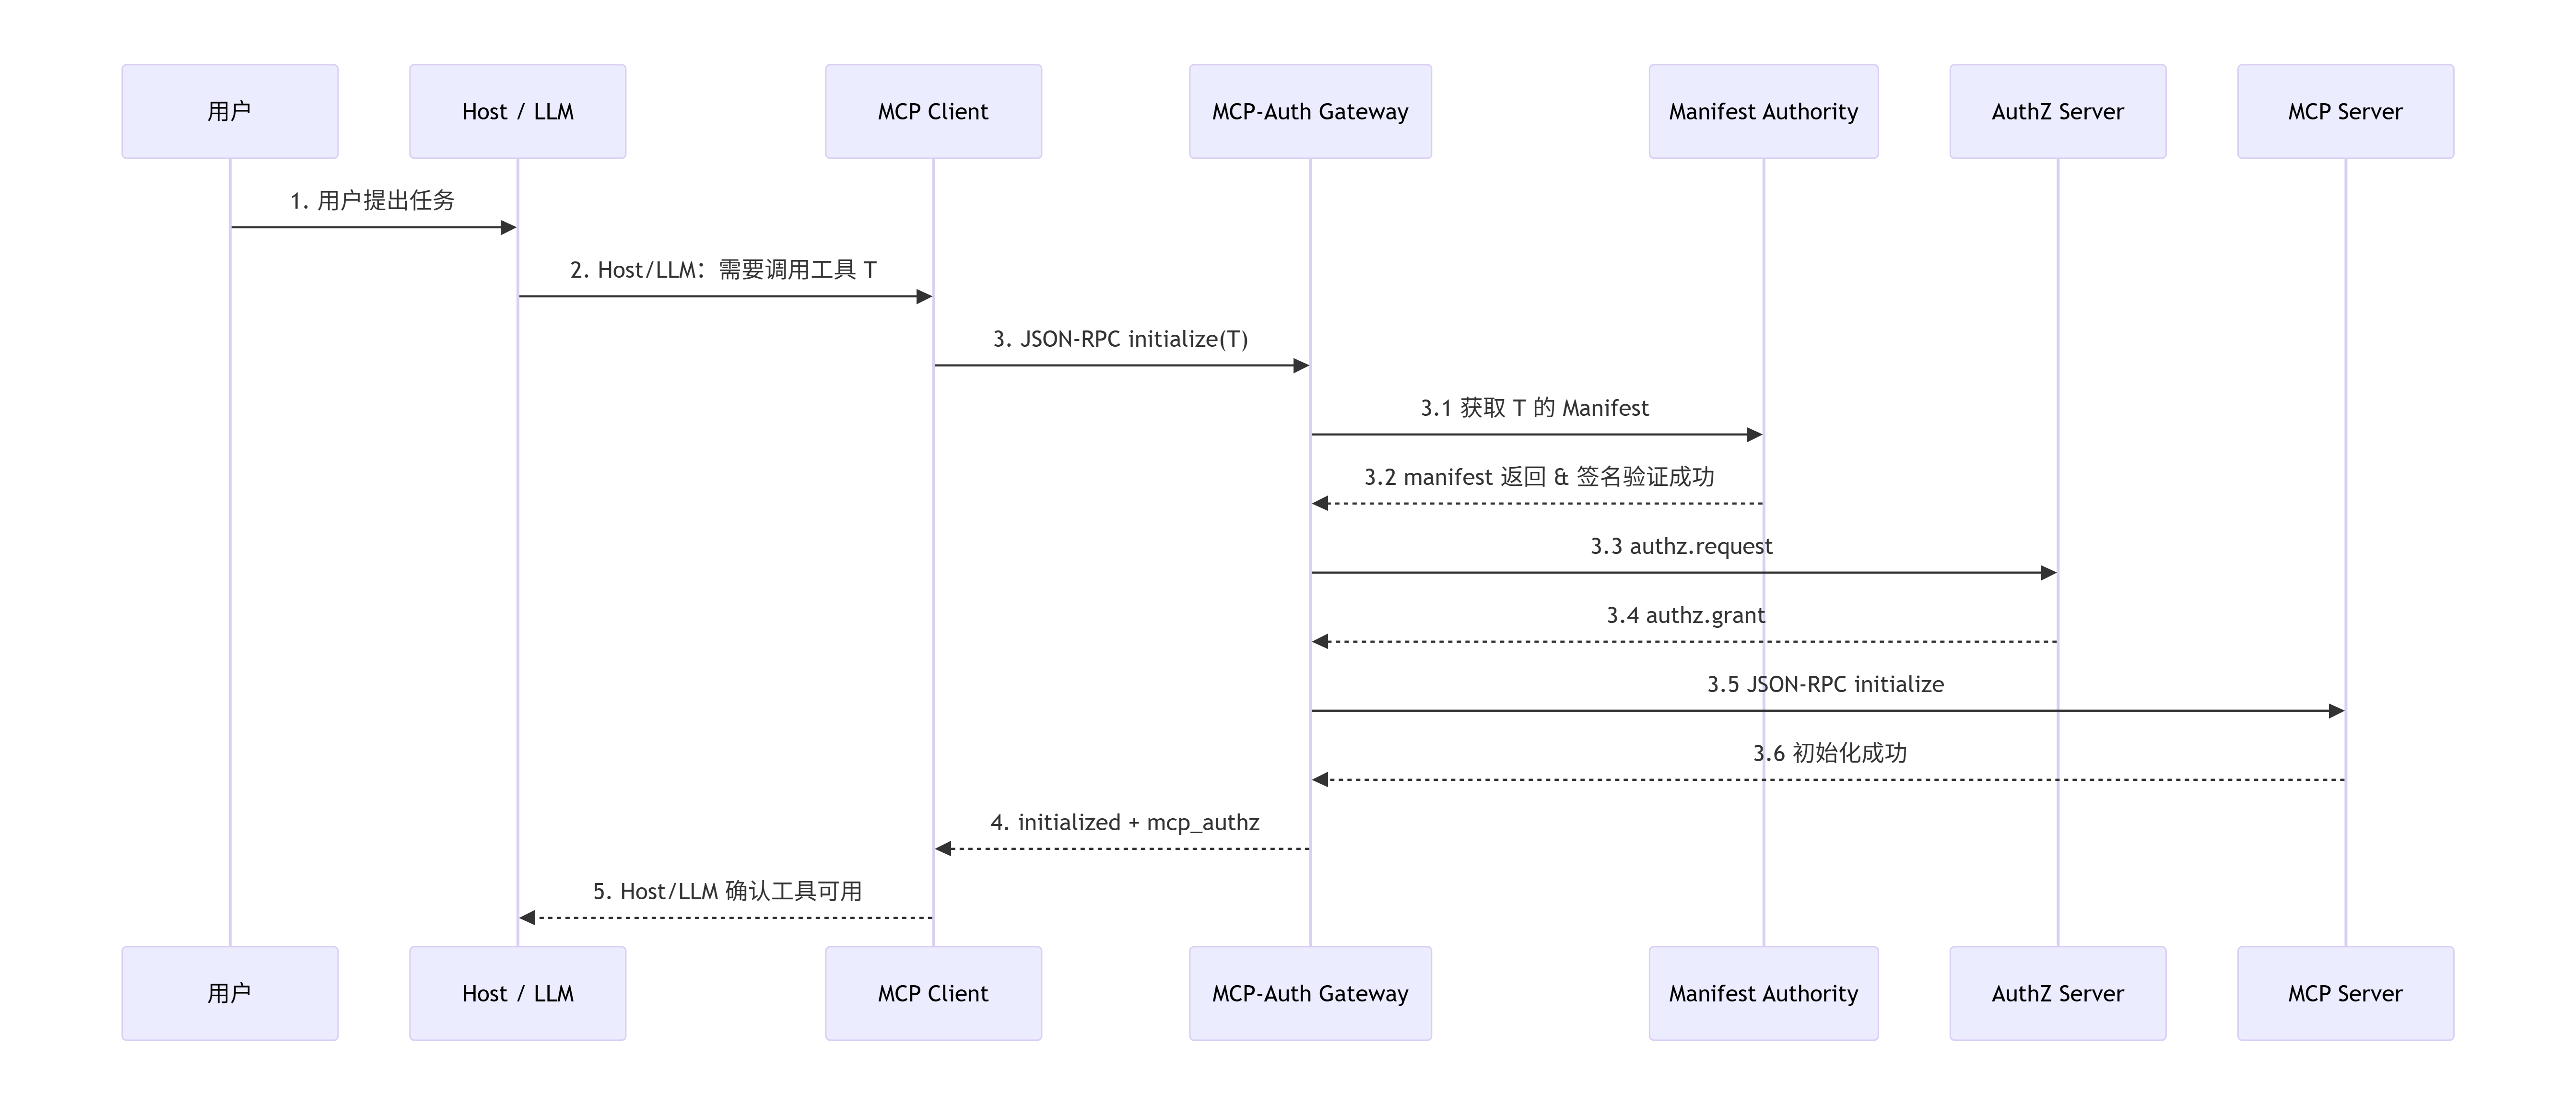 用户
Host / LLM
MCP Client
MCP-Auth Gateway
Manifest Authority
AuthZ Server
MCP Server
1. 用户提出任务
2. Host/LLM：需要调用工具 T
3. JSON-RPC initialize(T)
3.1 获取 T 的 Manifest
3.2 manifest 返回 & 签名验证成功
3.3 authz.request
3.4 authz.grant
3.5 JSON-RPC initialize
3.6 初始化成功
4. initialized + mcp_authz
5. Host/LLM 确认工具可用
用户
Host / LLM
MCP Client
MCP-Auth Gateway
Manifest Authority
AuthZ Server
MCP Server